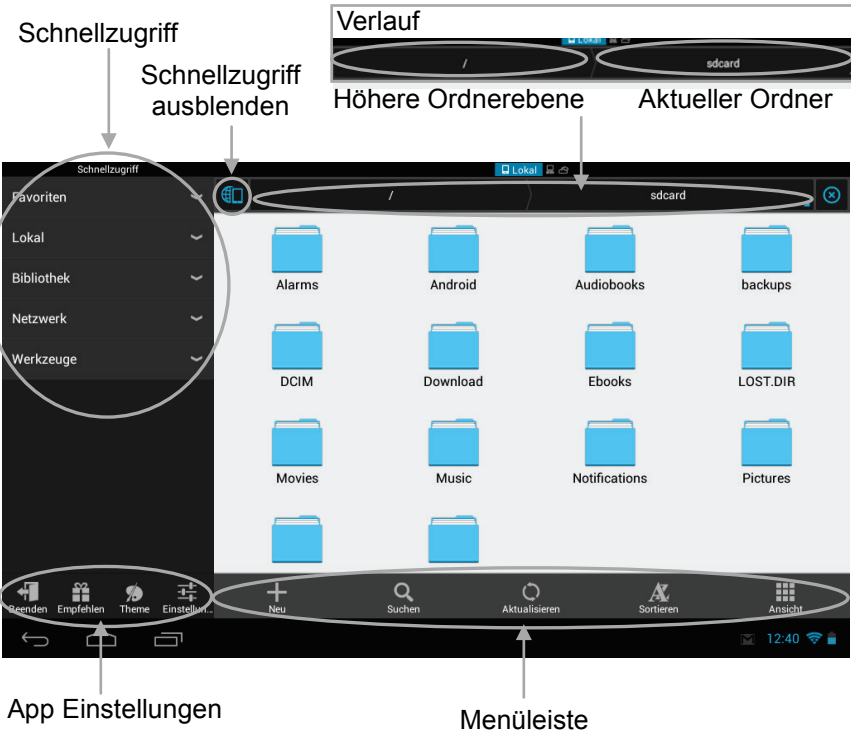 Verlauf
Lokal
/ sdcard
Höhere Ordnerebene Aktueller Ordner
Schnellzugriff
Schnellzugriff
ausblenden
Schnellzugriff
Lokal
Favoriten
/ sdcard
Lokal
Bibliothek
Netzwerk
Werkzeuge
Alarms Android Audiobooks backups
DCIM Download Ebooks LOST.DIR
Movies Music Notifications Pictures
Beenden Empfehlen Theme Einstellun...
Neu Suchen Aktualisieren Sortieren Ansicht
12:40
App Einstellungen
Menüleiste